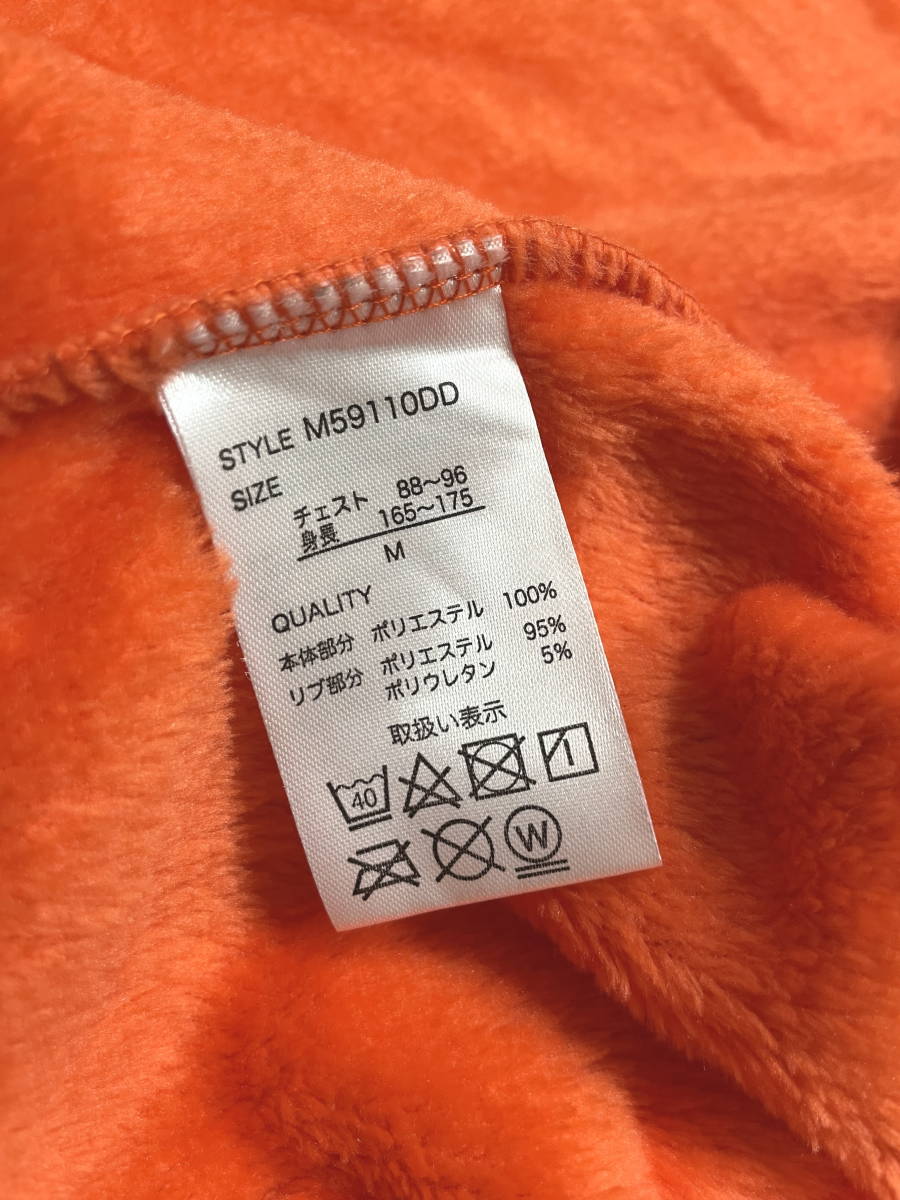 STYLE M59110DD
SIZE
チェスト 88〜96
身長 165〜175
M
QUALITY
本体部分 ポリエステル 100%
リブ部分 ポリエステル 95%
ポリウレタン 5%
取扱い表示
40
W